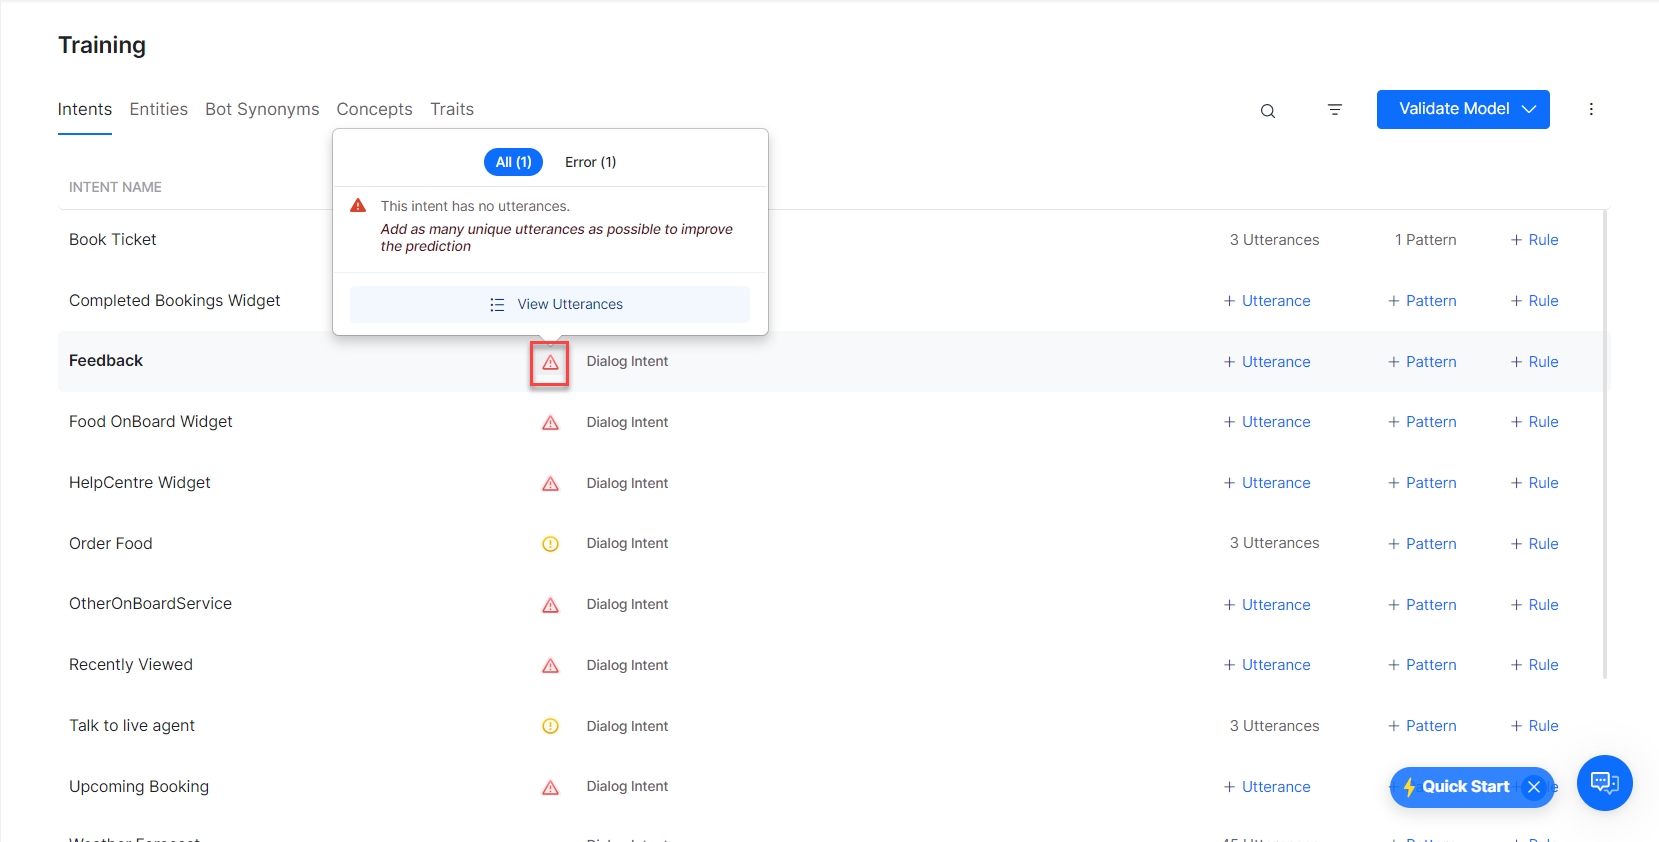 Training
Intents Entities Bot Synonyms Concepts Traits
Validate Model
All (1) Error (1)
INTENT NAME
This intent has no utterances.
Add as many unique utterances as possible to improve
the prediction
View Utterances
Book Ticket 3 Utterances 1 Pattern + Rule
Completed Bookings Widget + Utterance + Pattern + Rule
Feedback Dialog Intent + Utterance + Pattern + Rule
Food OnBoard Widget Dialog Intent + Utterance + Pattern + Rule
HelpCentre Widget Dialog Intent + Utterance + Pattern + Rule
Order Food Dialog Intent 3 Utterances + Pattern + Rule
OtherOnBoardService Dialog Intent + Utterance + Pattern + Rule
Recently Viewed Dialog Intent + Utterance + Pattern + Rule
Talk to live agent Dialog Intent 3 Utterances + Pattern + Rule
Upcoming Booking Dialog Intent + Utterance
Quick Start